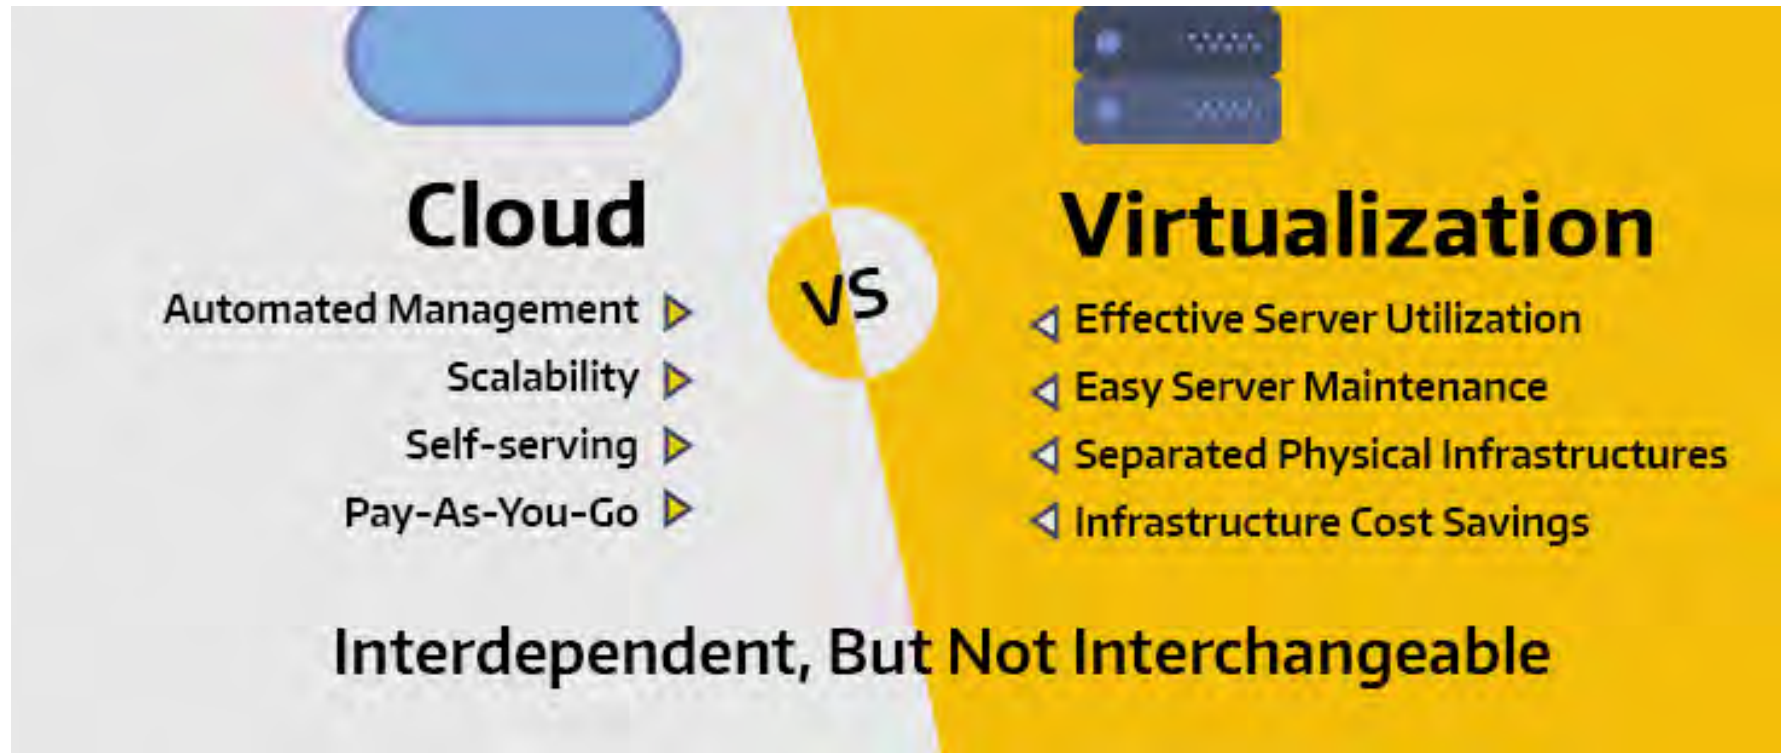 Cloud
Automated Management
Scalability
Self-serving
Pay-As-You-Go
VS
Virtualization
Effective Server Utilization
Easy Server Maintenance
Separated Physical Infrastructures
Infrastructure Cost Savings
Interdependent, But Not Interchangeable